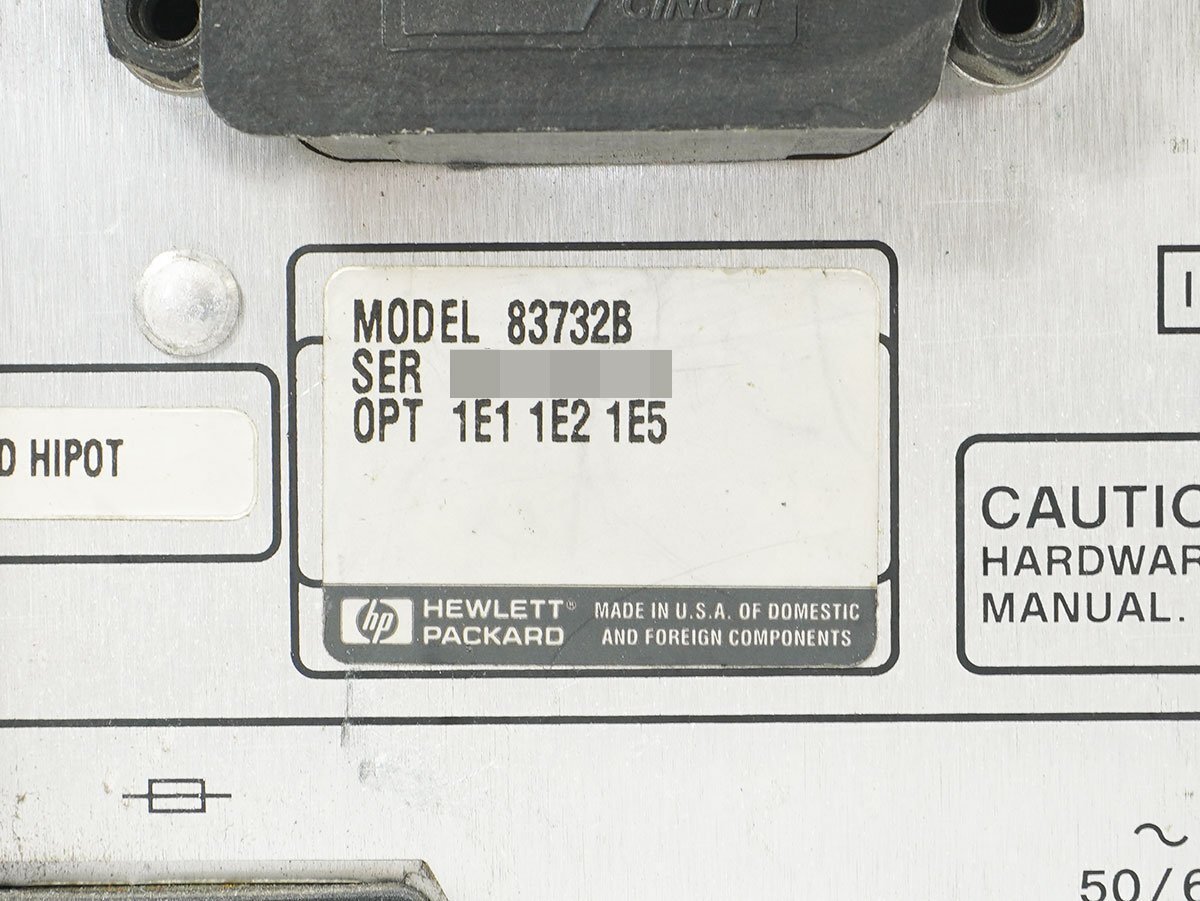 CINCH
MODEL 83732B
SER
OPT 1E1 1E2 1E5
D HIPOT
CAUTIO
HARDWAR
MANUAL.
hp HEWLETT® PACKARD
MADE IN U.S.A. OF DOMESTIC
AND FOREIGN COMPONENTS
50/6